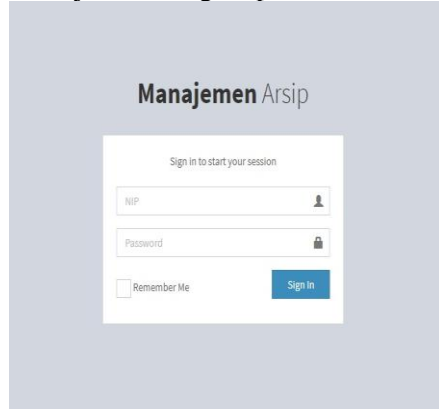 Manajemen Arsip
Sign in to start your session
NIP
Password
Remember Me
Sign In